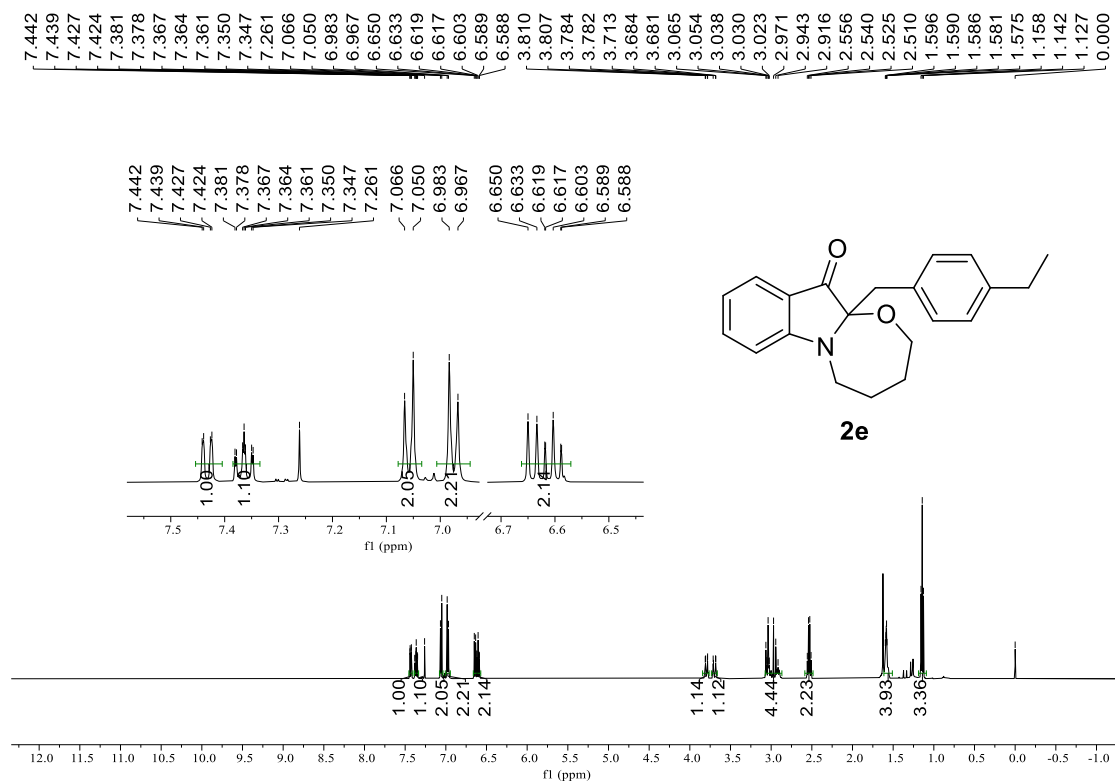 7.442 7.439 7.427 7.424 7.381 7.378 7.367 7.364 7.361 7.350 7.347 7.261 7.066 7.050 6.983 6.967 6.650 6.633 6.619 6.617 6.603 6.589 6.588 3.810 3.807 3.784 3.782 3.713 3.684 3.681 3.065 3.054 3.038 3.030 3.023 2.971 2.943 2.916 2.556 2.540 2.525 2.510 1.596 1.590 1.586 1.581 1.575 1.158 1.142 1.127 0.000
7.442 7.439 7.427 7.424 7.381 7.378 7.367 7.364 7.361 7.350 7.347 7.261 7.066 7.050 6.983 6.967 6.650 6.633 6.619 6.617 6.603 6.589 6.588
O
O
N
2e
1.00 1.10 2.05 2.21 2.14
7.5 7.4 7.3 7.2 7.1 7.0 6.7 6.6 6.5
f1 (ppm)
1.00 1.10 2.05 2.21 2.14 1.14 1.12 4.44 2.23 3.93 3.36
12.0 11.5 11.0 10.5 10.0 9.5 9.0 8.5 8.0 7.5 7.0 6.5 6.0 5.5 5.0 4.5 4.0 3.5 3.0 2.5 2.0 1.5 1.0 0.5 0.0 -0.5 -1.0
f1 (ppm)